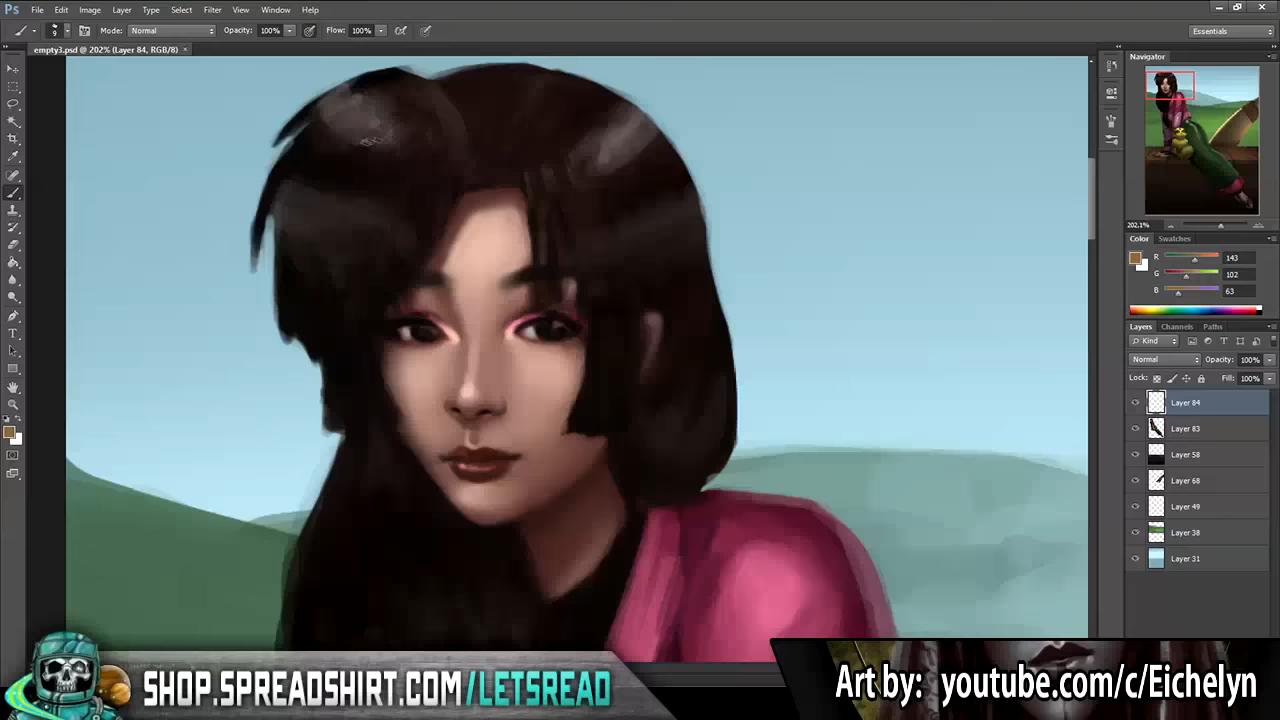 Ps File Edit Image Layer Type Select Filter View Window Help
9 Mode: Normal Opacity: 100% Flow: 100% Essentials
empty3.psd @ 202% (Layer 84, RGB/8) ×
Navigator
202.1%
Color Swatches
R 143
G 102
B 63
Layers Channels Paths
Kind
Normal Opacity: 100%
Lock: Fill: 100%
Layer 84
Layer 83
Layer 58
Layer 68
Layer 49
Layer 38
Layer 31
SHOP.SPREADSHIRT.COM/LETSREAD
Art by: youtube.com/c/Eichelyn